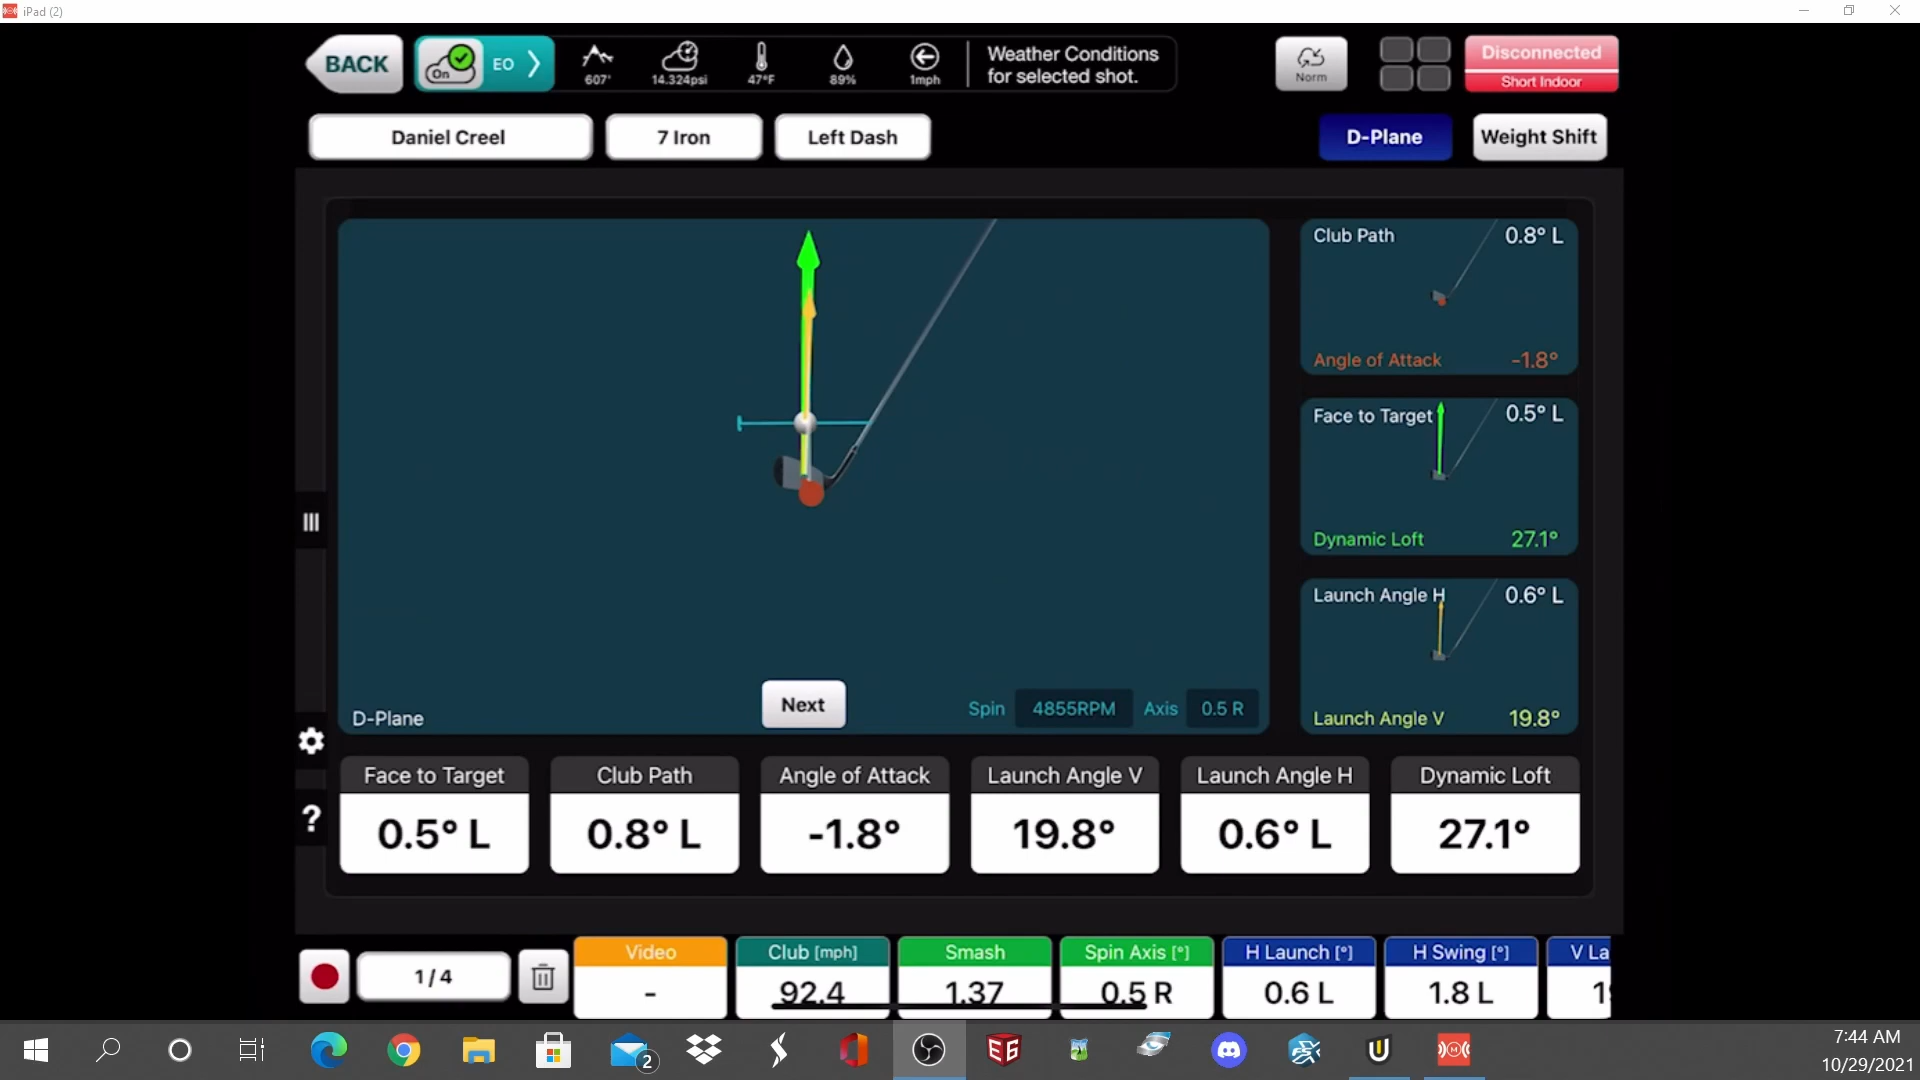 iPad (2)
BACK
On
EO
607'
14.324psi
47°F
89%
1mph
Weather Conditions
for selected shot.
Norm
Disconnected
Short Indoor
Daniel Creel
7 Iron
Left Dash
D-Plane
Weight Shift
Club Path
0.8° L
Angle of Attack
-1.8°
Face to Target
0.5° L
Dynamic Loft
27.1°
Launch Angle H
0.6° L
Launch Angle V
19.8°
D-Plane
Next
Spin
4855RPM
Axis
0.5 R
?
Face to Target
Club Path
Angle of Attack
Launch Angle V
Launch Angle H
Dynamic Loft
0.5° L
0.8° L
-1.8°
19.8°
0.6° L
27.1°
1 / 4
Video
Club [mph]
Smash
Spin Axis [°]
H Launch [°]
H Swing [°]
V La
-
92.4
1.37
0.5 R
0.6 L
1.8 L
2
E6
FSX
U
M
7:44 AM
10/29/2021